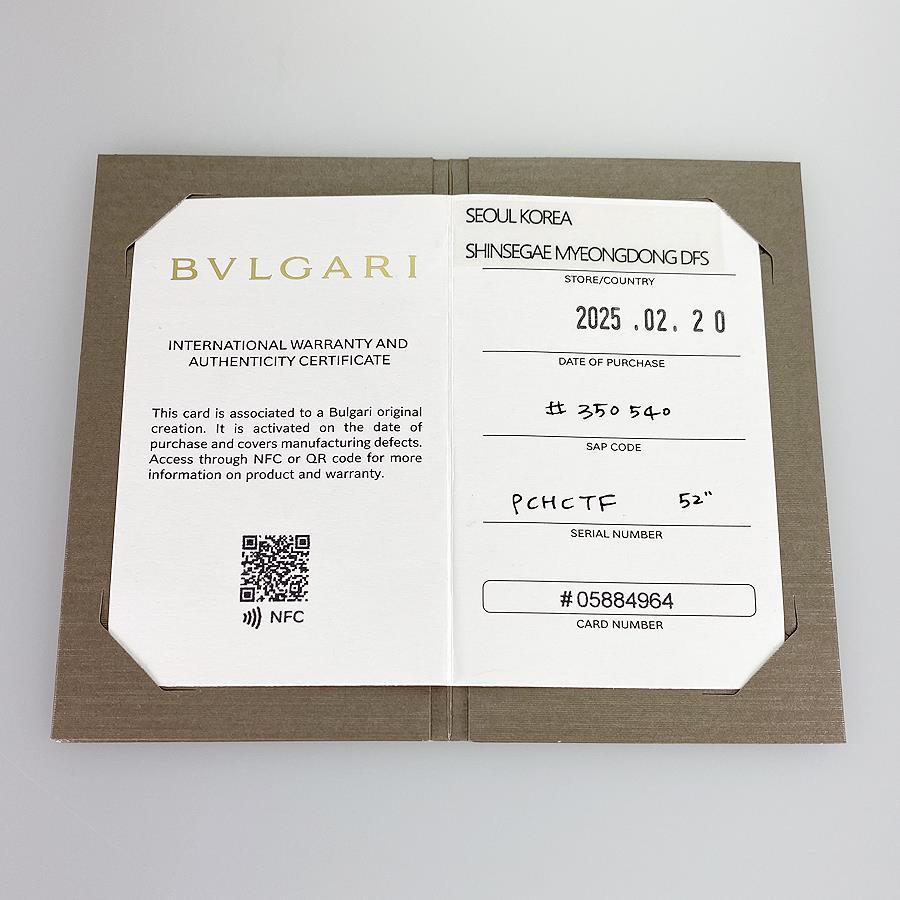 BVLGARI
INTERNATIONAL WARRANTY AND
AUTHENTICITY CERTIFICATE
This card is associated to a Bulgari original
creation. It is activated on the date of
purchase and covers manufacturing defects.
Access through NFC or QR code for more
information on product and warranty.
NFC
SEOUL KOREA
SHINSEGAE MYEONGDONG DFS
STORE/COUNTRY
2025 .02. 20
DATE OF PURCHASE
# 350540
SAP CODE
PCHCTF 52"
SERIAL NUMBER
#05884964
CARD NUMBER